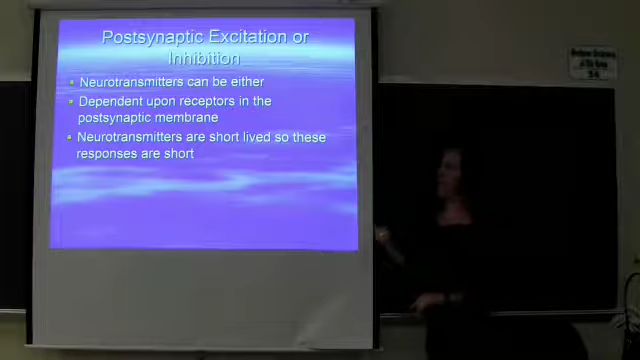 Postsynaptic Excitation or
Inhibition
Neurotransmitters can be either
Dependent upon receptors in the
postsynaptic membrane
Neurotransmitters are short lived so these
responses are short
54